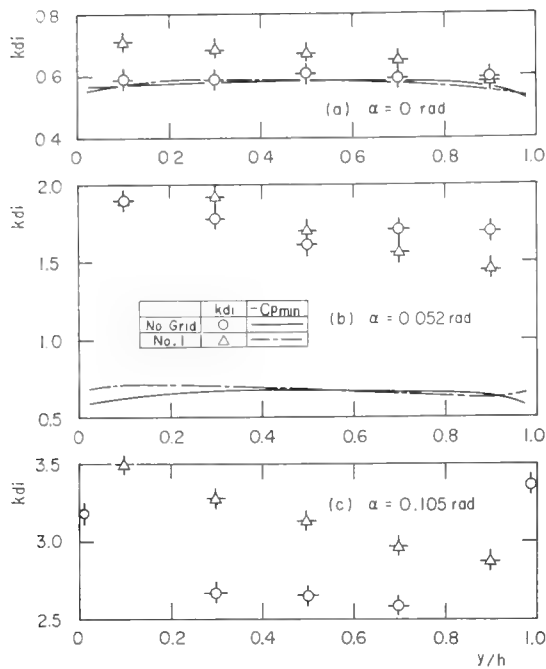 0.8
kdi
0.6
(a) α = 0 rad
0.4
0 0.2 0.4 0.6 0.8 1.0
2.0
kdi
1.5
kdi -Cpmin
No Grid
No. 1
(b) α = 0.052 rad
1.0
0.5
0 0.2 0.4 0.6 0.8 1.0
3.5
kdi
(c) α = 0.105 rad
3.0
2.5
0 0.2 0.4 0.6 0.8 1.0
y/h